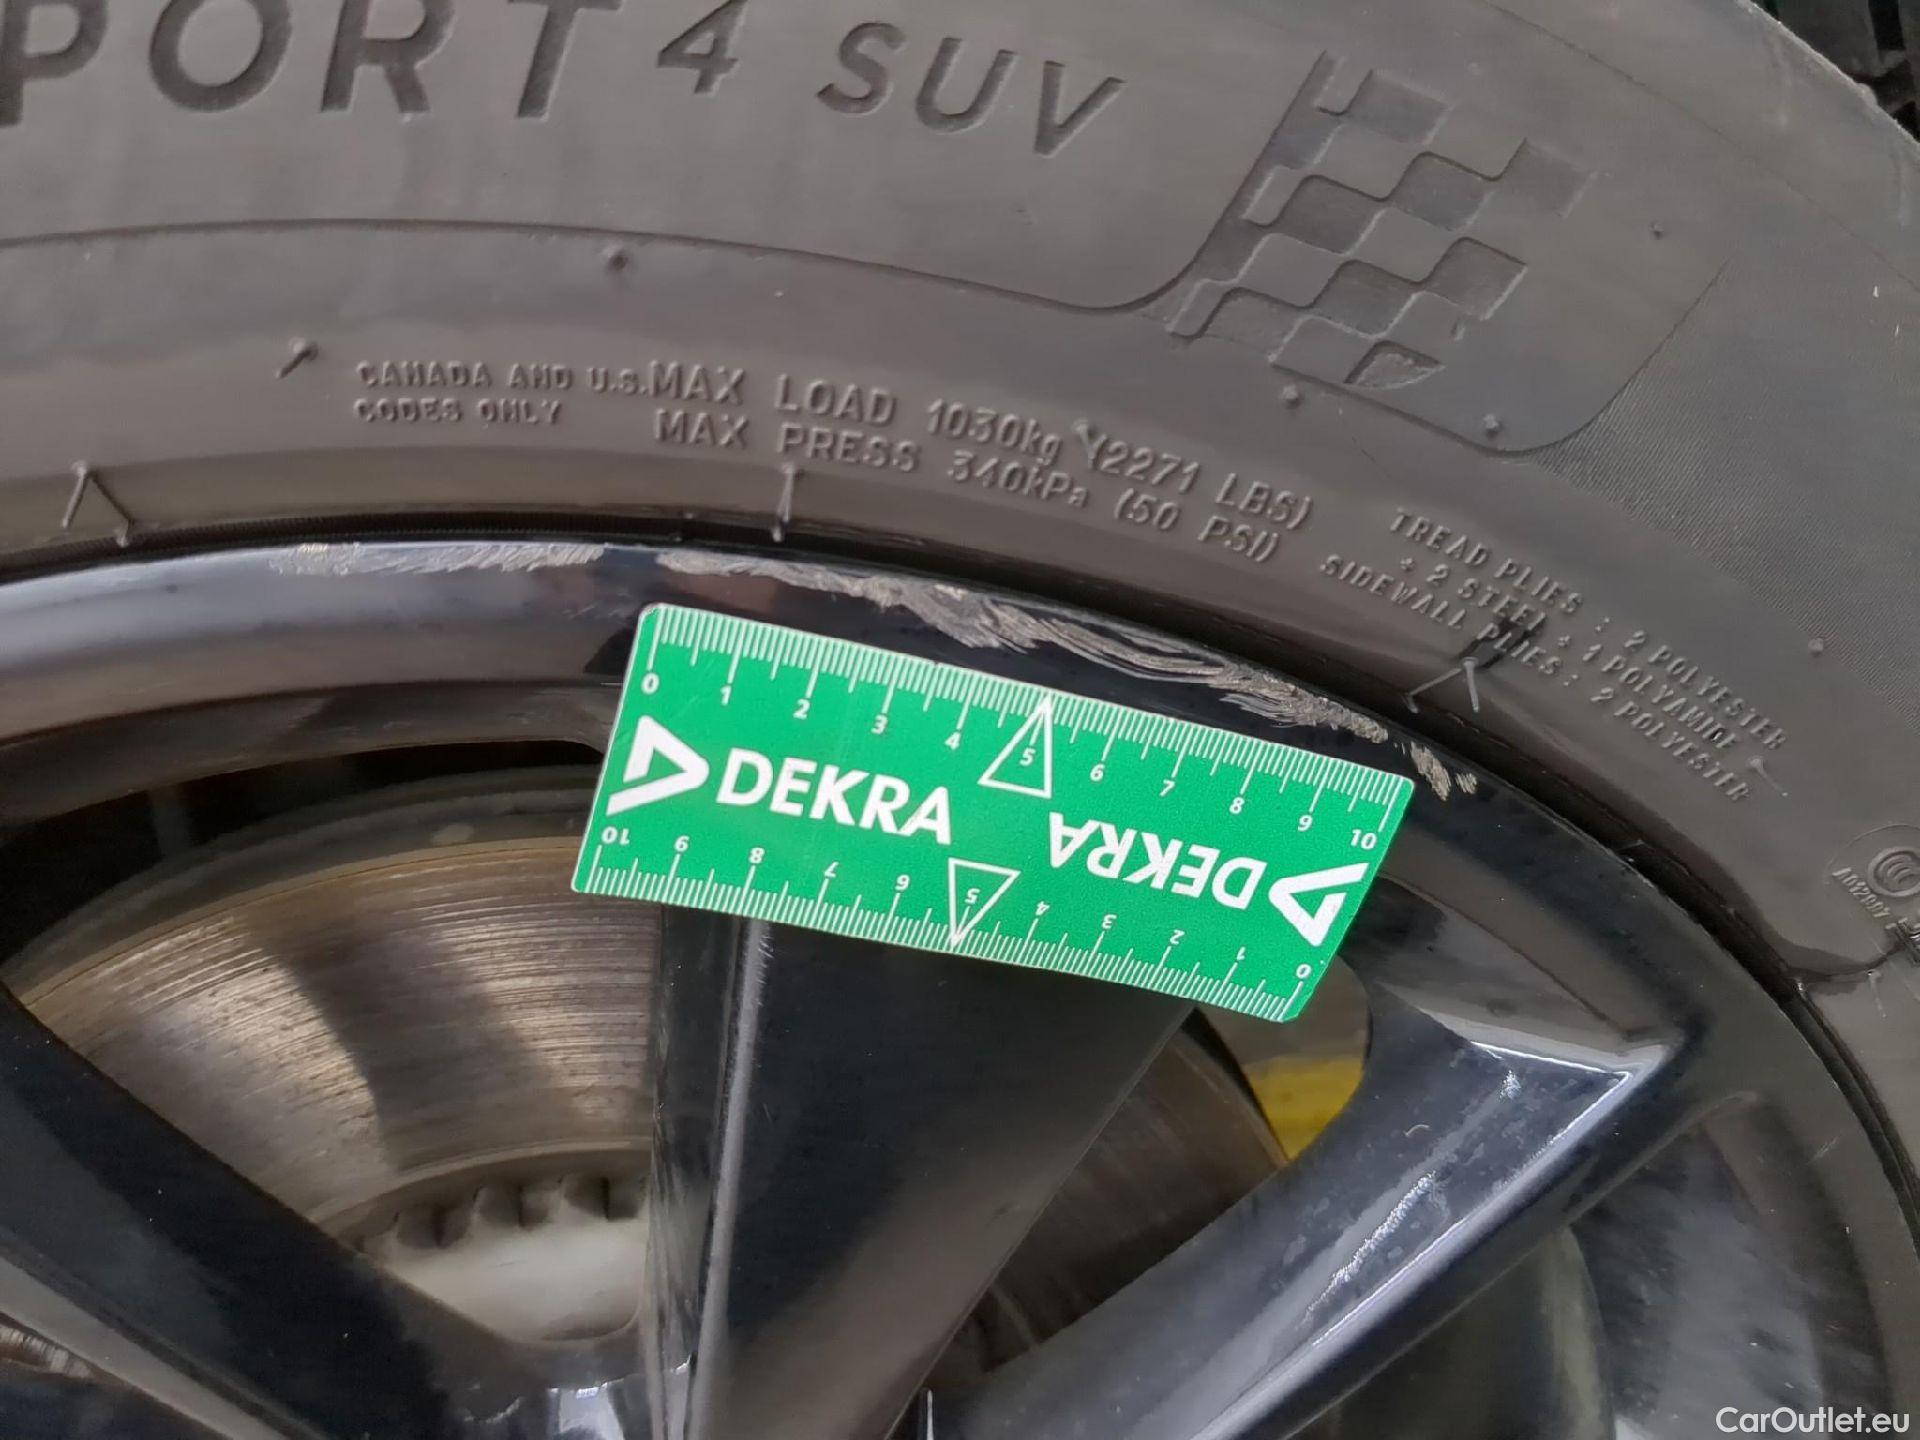 PORT 4 SUV
CANADA AND U.S. MAX LOAD 1030kg (2271 LBS)
CODES ONLY MAX PRESS 340kPa (50 PSI)
TREAD PLIES : 2 POLYESTER
+ 2 STEEL + 1 POLYAMIDE
SIDEWALL PLIES : 2 POLYESTER
0 1 2 3 4 5 6 7 8 9 10
DEKRA
DEKRA
10 9 8 7 6 5 4 3 2 1 0
CarOutlet.eu